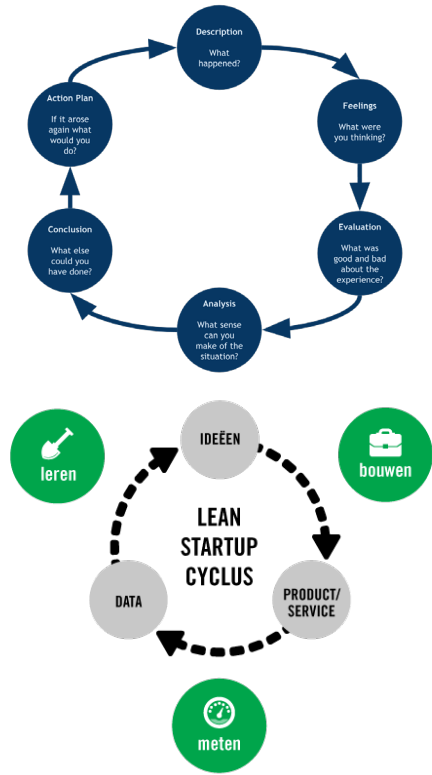 Description
What
happened?
Feelings
What were
you thinking?
Evaluation
What was
good and bad
about the
experience?
Analysis
What sense
can you
make of the
situation?
Conclusion
What else
could you
have done?
Action Plan
If it arose
again what
would you
do?
leren
IDEEËN
bouwen
LEAN
STARTUP
CYCLUS
DATA
PRODUCT/
SERVICE
meten